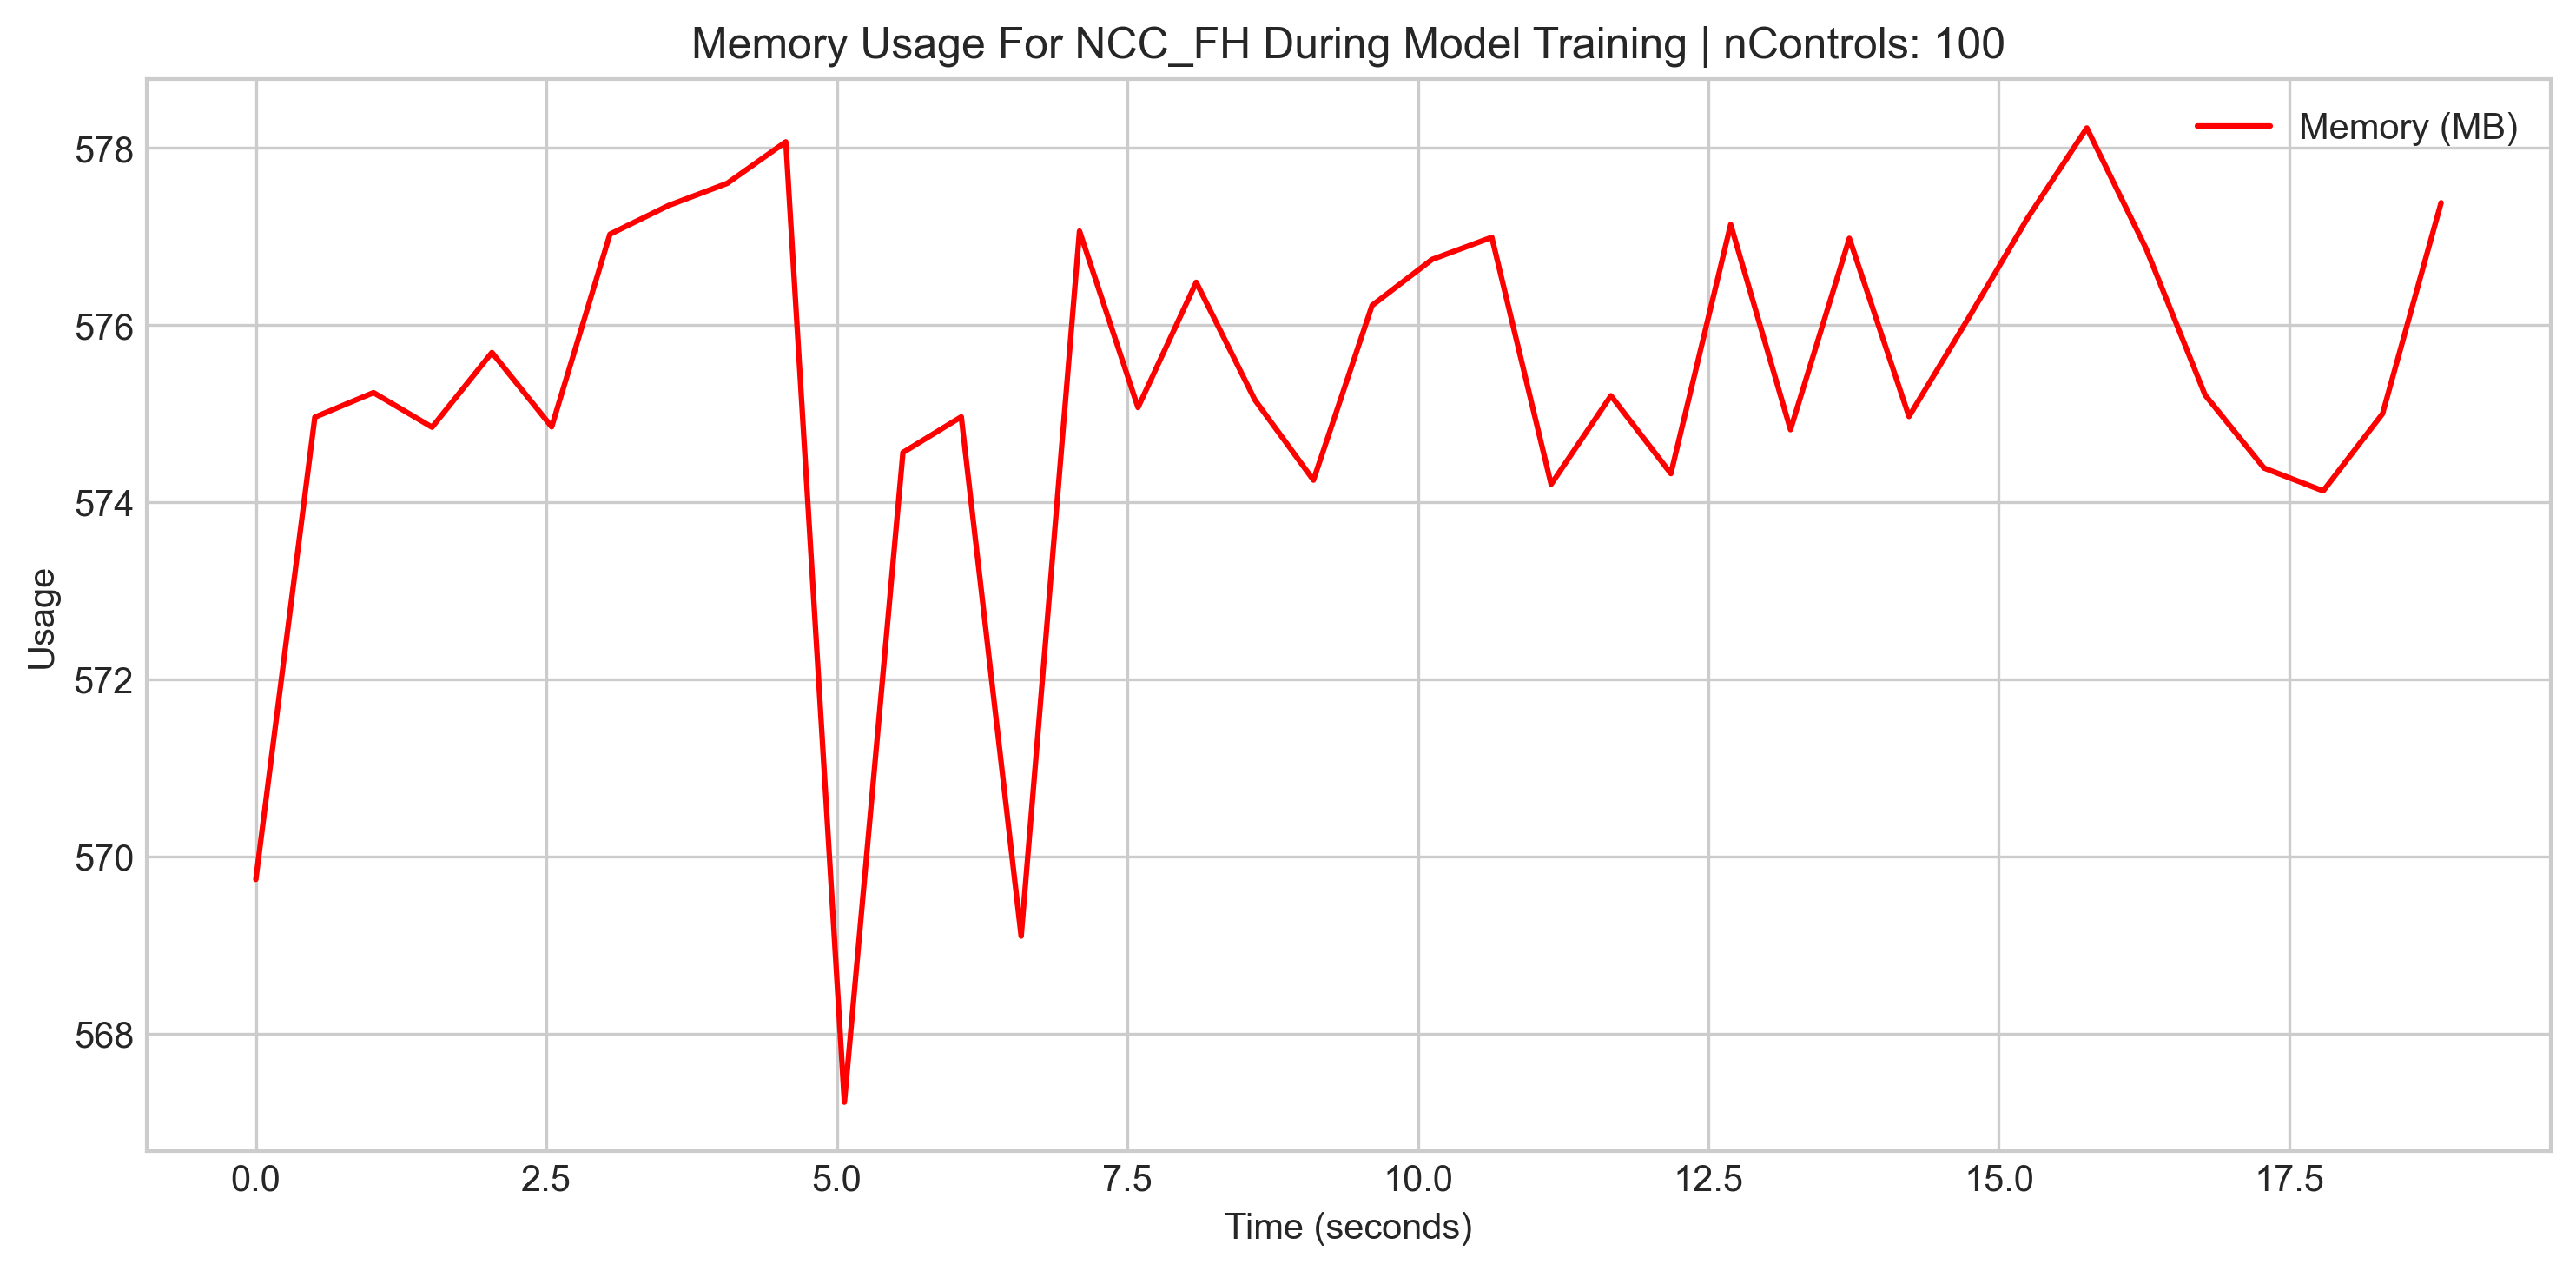 Memory Usage For NCC_FH During Model Training | nControls: 100
Memory (MB)
578
576
574
572
570
568
Usage
0.0 2.5 5.0 7.5 10.0 12.5 15.0 17.5
Time (seconds)